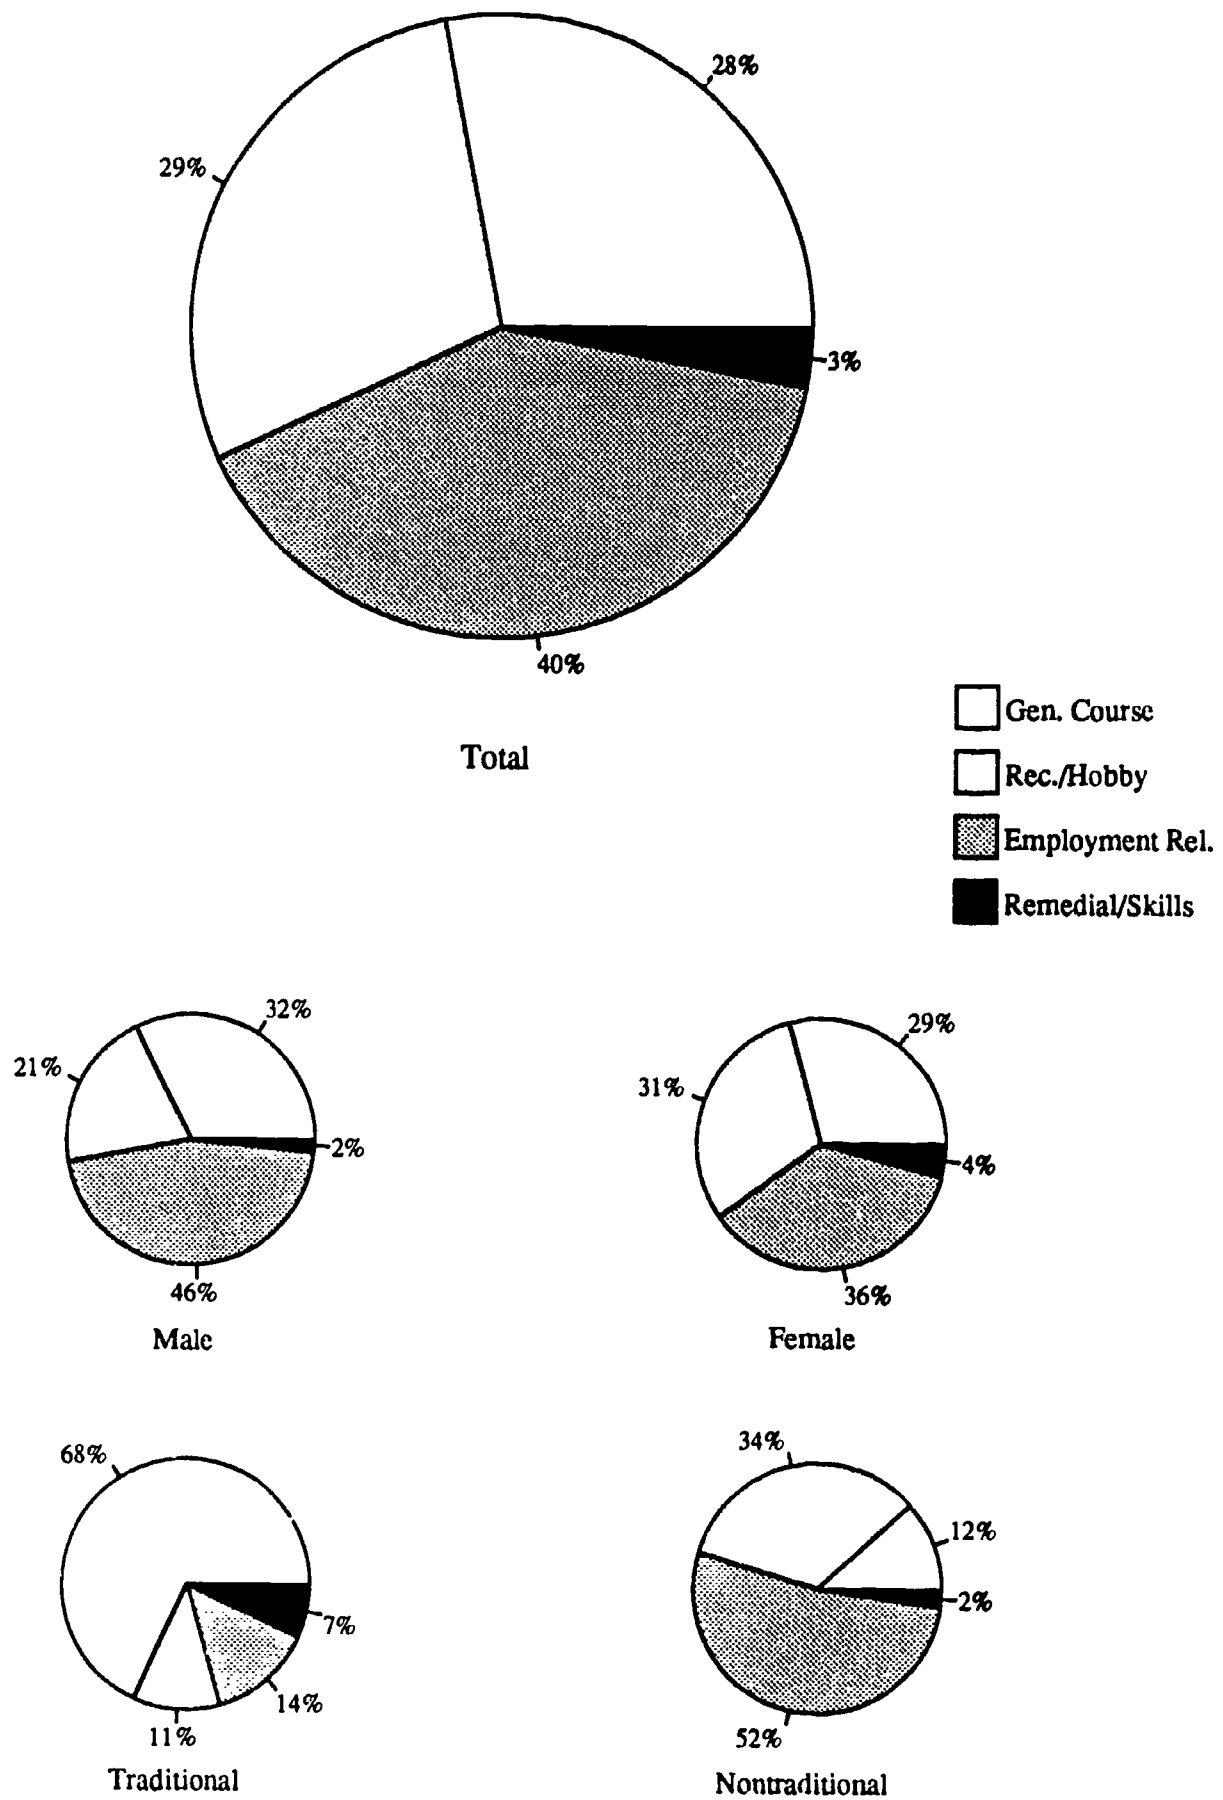 28%
29%
3%
40%
Total
Gen. Course
Rec./Hobby
Employment Rel.
Remedial/Skills
32%
21%
2%
46%
Male
29%
31%
4%
36%
Female
68%
7%
14%
11%
Traditional
34%
12%
2%
52%
Nontraditional